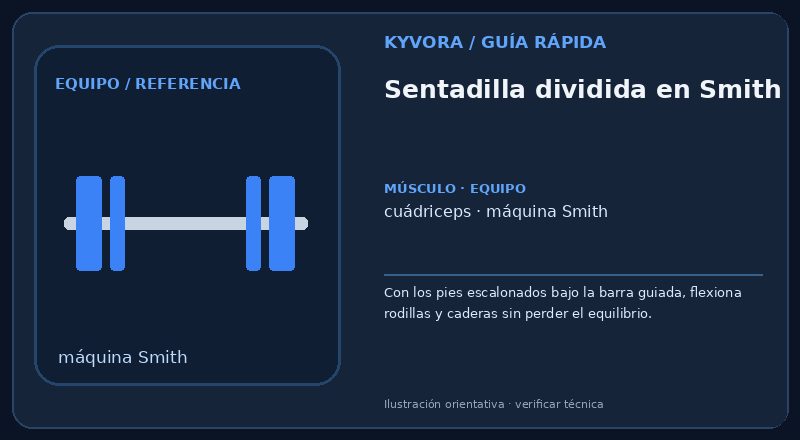 EQUIPO / REFERENCIA
máquina Smith
KYVORA / GUÍA RÁPIDA
Sentadilla dividida en Smith
MÚSCULO · EQUIPO
cuádriceps · máquina Smith
Con los pies escalonados bajo la barra guiada, flexiona
rodillas y caderas sin perder el equilibrio.
Ilustración orientativa · verificar técnica